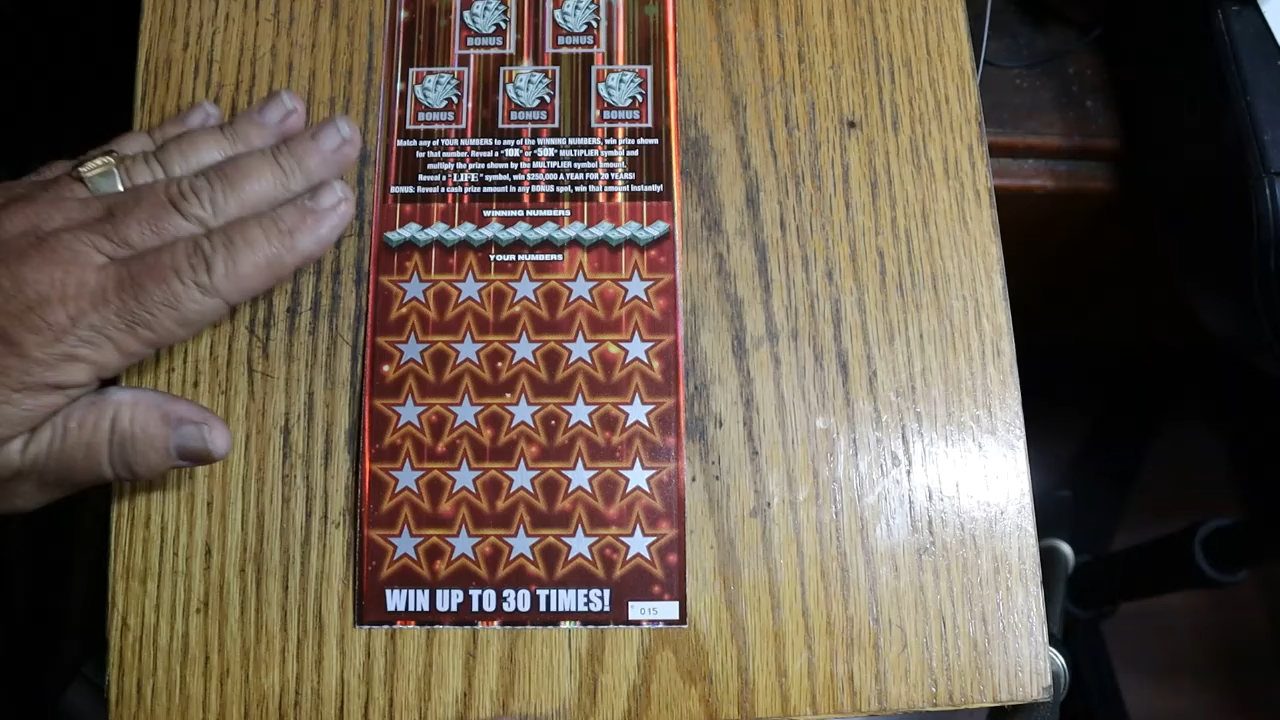 BONUS BONUS
BONUS BONUS BONUS
Match any of YOUR NUMBERS to any of the WINNING NUMBERS, win prize shown
for that number. Reveal a "10X" or "50X" MULTIPLIER symbol and
multiply the prize shown by the MULTIPLIER symbol amount.
Reveal a "LIFE" symbol, win $250,000 A YEAR FOR 20 YEARS!
BONUS: Reveal a cash prize amount in any BONUS spot, win that amount instantly!
WINNING NUMBERS
YOUR NUMBERS
WIN UP TO 30 TIMES!
015